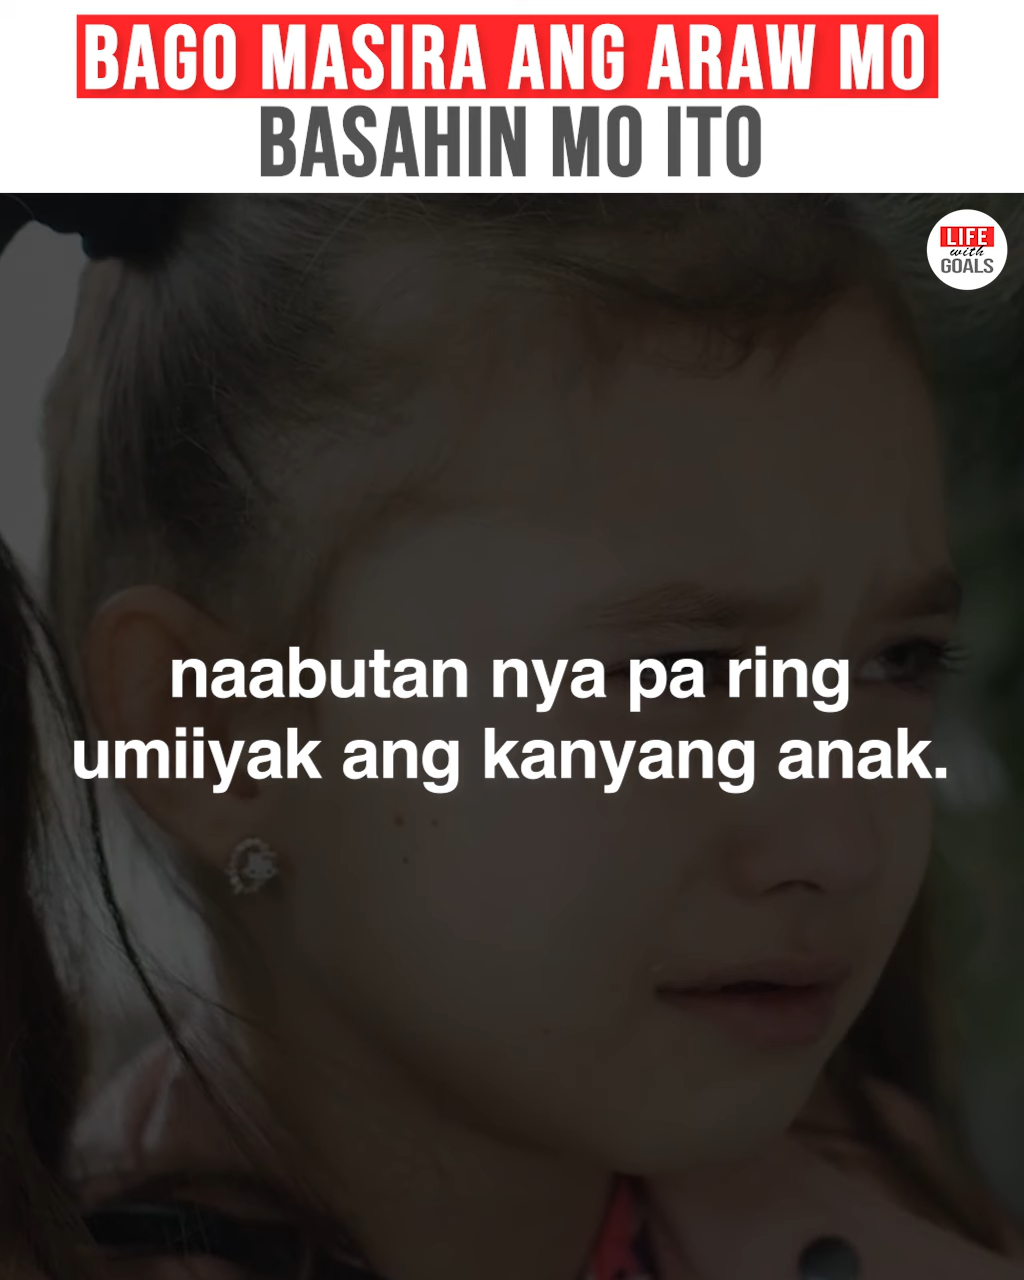 BAGO MASIRA ANG ARAW MO
BASAHIN MO ITO
LIFE
with
GOALS
naabutan nya pa ring
umiiyak ang kanyang anak.